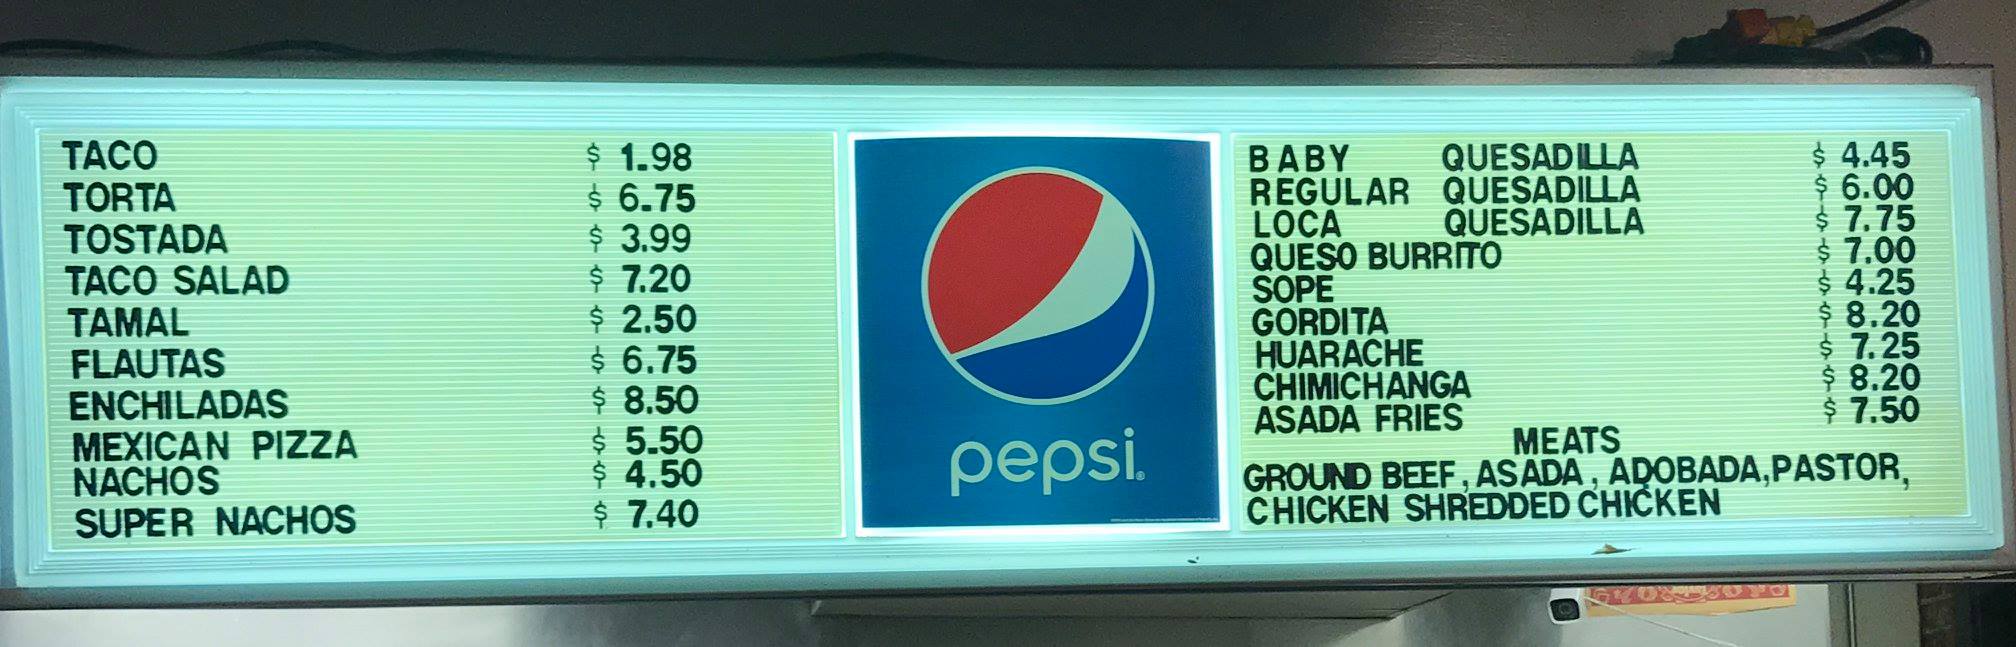 TACO $ 1.98
TORTA $ 6.75
TOSTADA $ 3.99
TACO SALAD $ 7.20
TAMAL $ 2.50
FLAUTAS $ 6.75
ENCHILADAS $ 8.50
MEXICAN PIZZA $ 5.50
NACHOS $ 4.50
SUPER NACHOS $ 7.40
pepsi®
BABY QUESADILLA $ 4.45
REGULAR QUESADILLA $ 6.00
LOCA QUESADILLA $ 7.75
QUESO BURRITO $ 7.00
SOPE $ 4.25
GORDITA $ 8.20
HUARACHE $ 7.25
CHIMICHANGA $ 8.20
ASADA FRIES $ 7.50
MEATS
GROUND BEEF, ASADA, ADOBADA, PASTOR,
CHICKEN SHREDDED CHICKEN